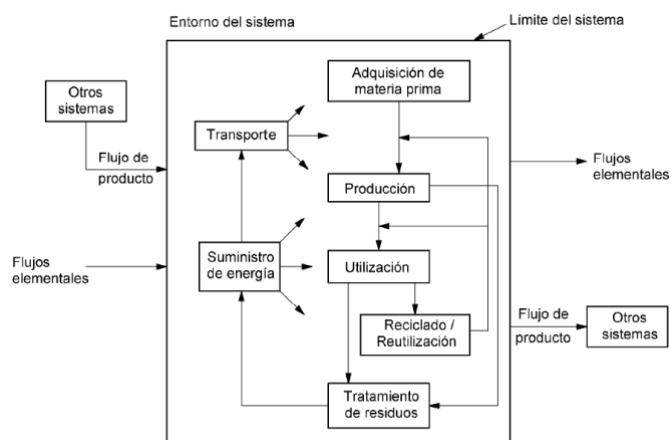 Entorno del sistema
Límite del sistema
Adquisición de
materia prima
Otros
sistemas
Transporte
Flujo de
producto
Flujos
elementales
Producción
Flujos
elementales
Suministro
de energía
Utilización
Reciclado /
Reutilización
Flujo de
producto
Otros
sistemas
Tratamiento
de residuos